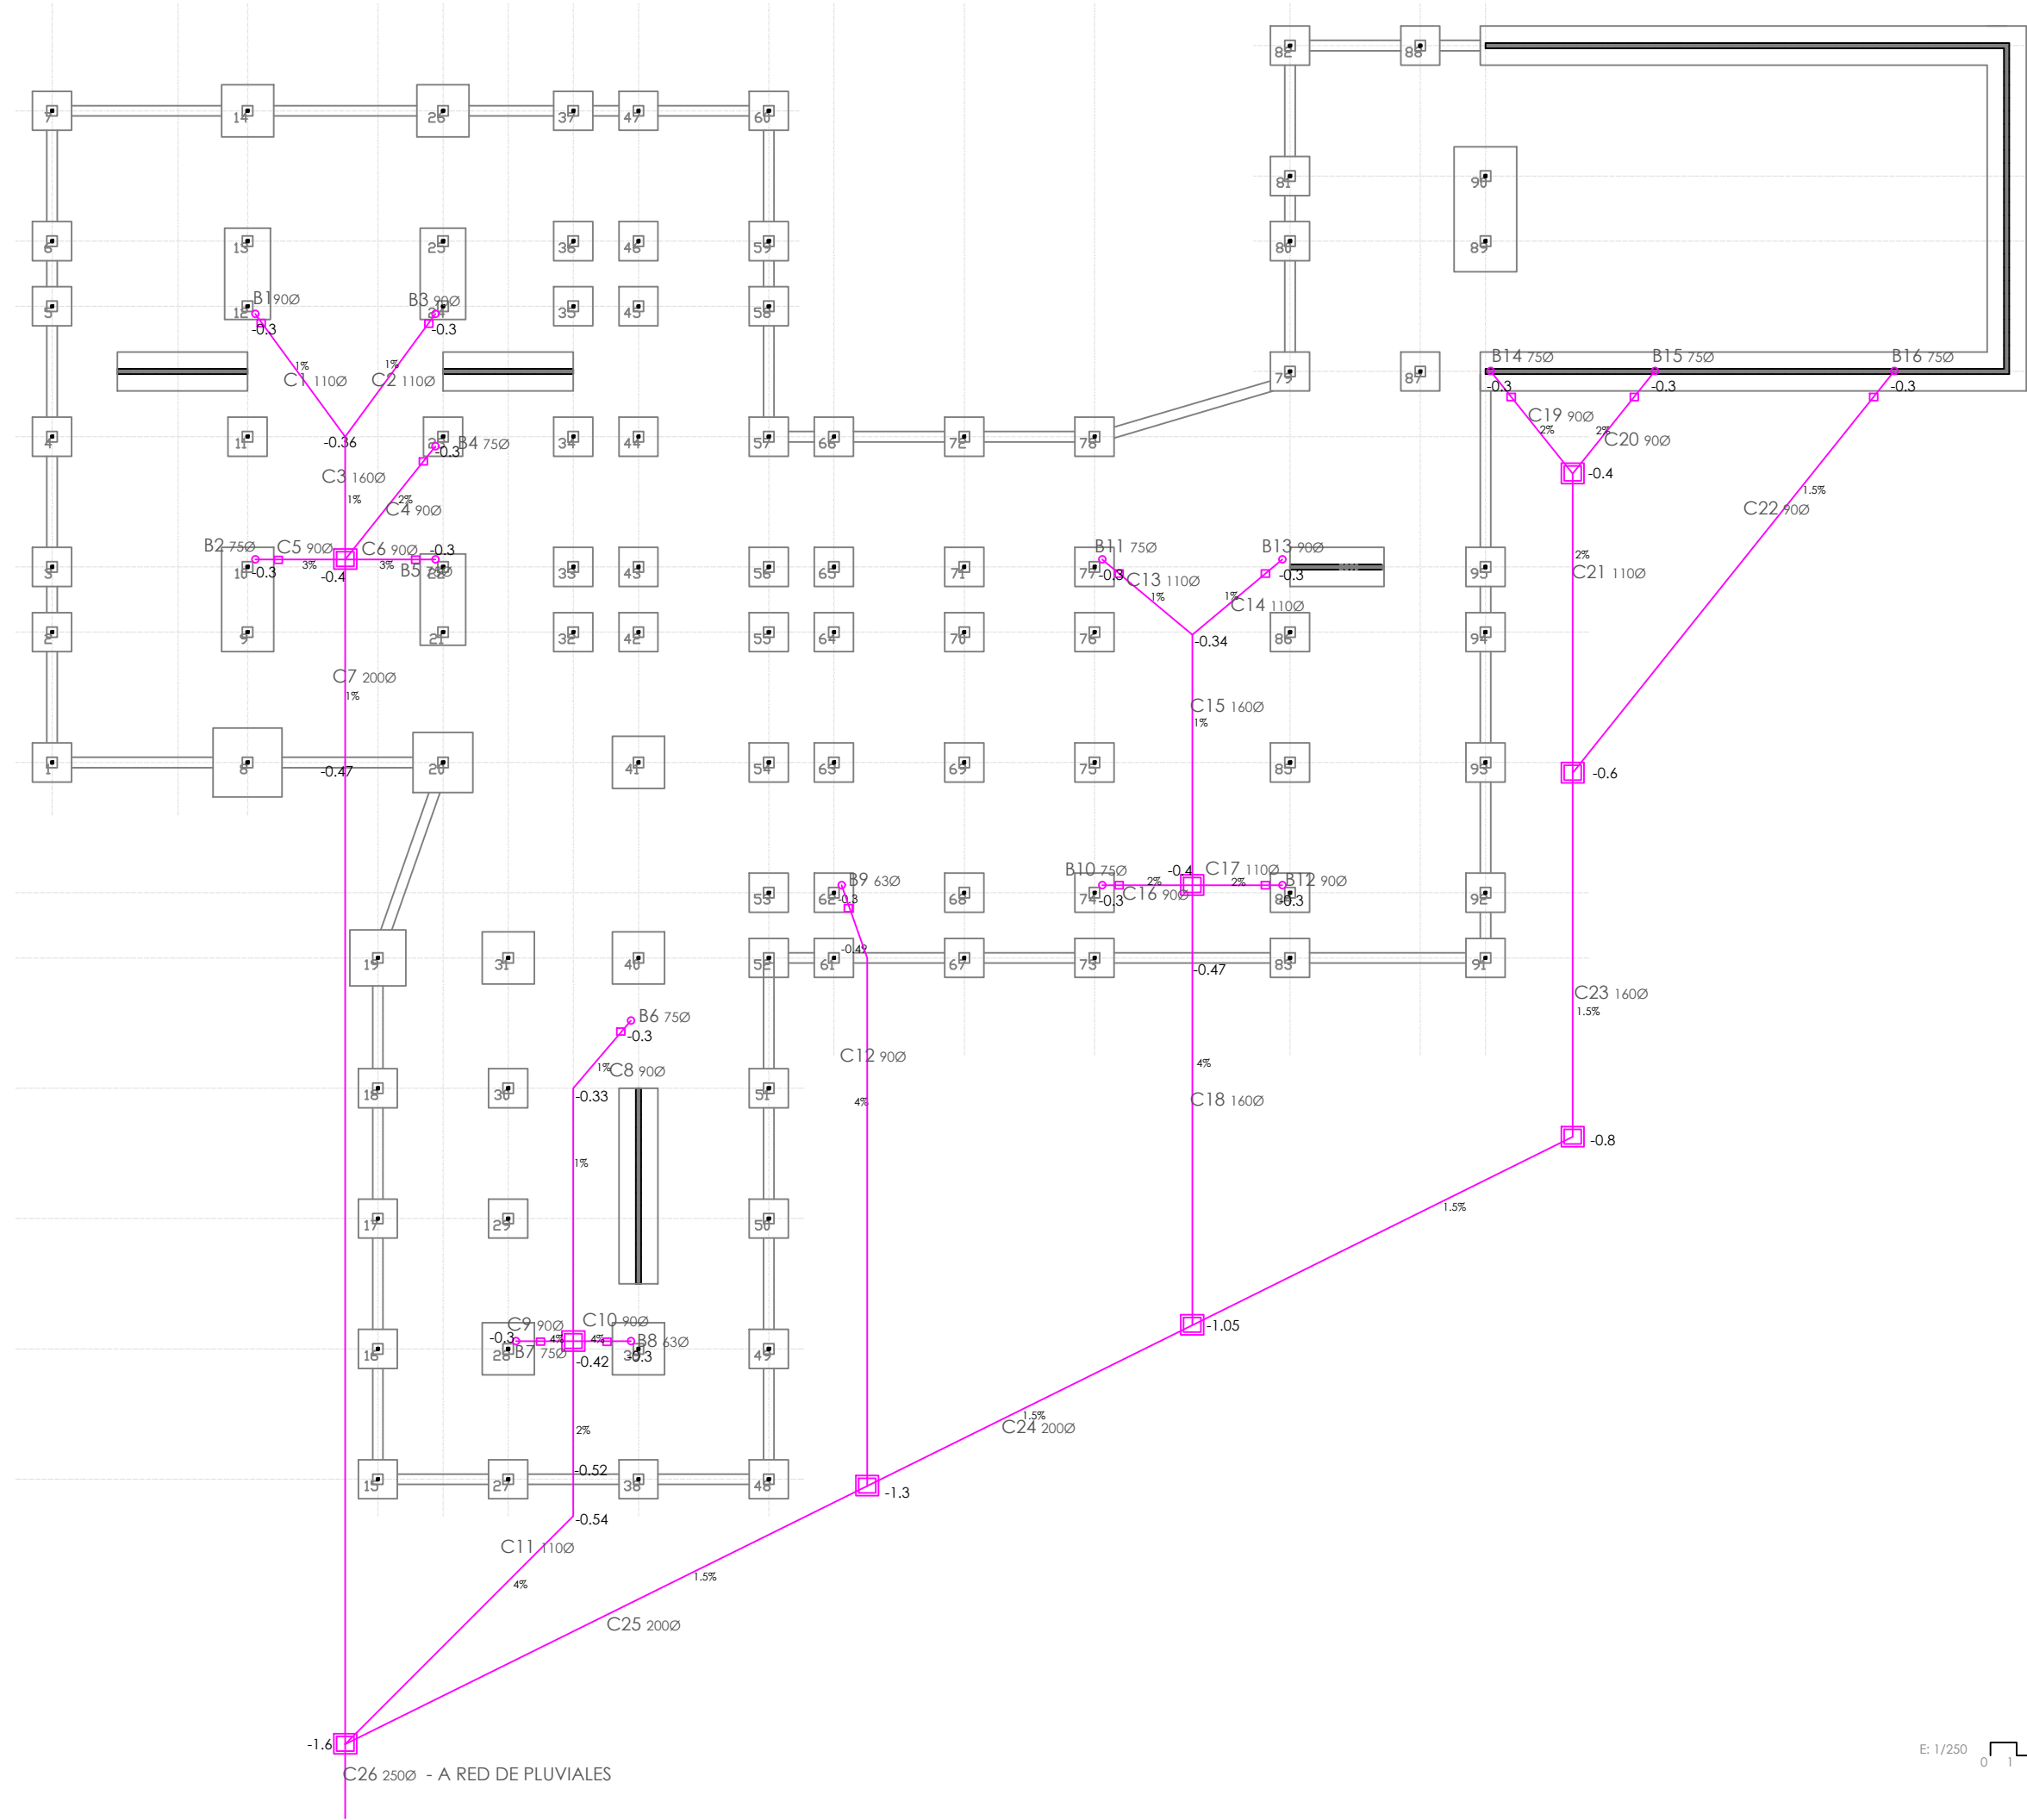 82 88
7 14 26 37 47 60
81 90
6 13 25 36 46 59 80 89
B1 90Ø B3 90Ø
5 12 24 35 45 58
-0.3 -0.3
1% 1%
C1 110Ø C2 110Ø
79 87
B14 75Ø B15 75Ø B16 75Ø
-0.3 -0.3 -0.3
C19 90Ø
2% 2%
C20 90Ø
4 11 23 34 44 57 66 72 78
-0.36 B4 75Ø
-0.3
C3 160Ø
-0.4
1% 2%
C4 90Ø
1.5%
C22 90Ø
B2 75Ø C5 90Ø C6 90Ø -0.3
B11 75Ø B13 90Ø
2%
3% 3%
-0.3 -0.4 B5 75Ø
3 10 22 33 43 56 65 71 77 95
-0.3 C13 110Ø -0.3
C21 110Ø
1% 1%
C14 110Ø
2 9 21 32 42 55 64 70 76 86 94
-0.34
C7 200Ø
1%
C15 160Ø
1%
1 8 20 41 54 63 69 75 85 93
-0.47
-0.6
B10 75Ø -0.4 C17 110Ø
B9 63Ø
2% 2% B12 90Ø
C16 90Ø
53 62 68 74 84 92
-0.3 -0.3 -0.3
-0.49
19 31 40 52 61 67 73 83 91
-0.47
C23 160Ø
1.5%
B6 75Ø
-0.3
C12 90Ø
1% C8 90Ø
4%
18 30 51
-0.33
4%
C18 160Ø
-0.8
1%
1.5%
17 29 50
C9 90Ø C10 90Ø
-0.3 4% 4%
B7 75Ø B8 63Ø
16 28 39 49
-0.42 -0.3
-1.05
1.5%
C24 200Ø
2%
-0.52
15 27 38 48
-1.3
-0.54
C11 110Ø
4%
1.5%
C25 200Ø
-1.6
C26 250Ø - A RED DE PLUVIALES
E: 1/250
0 1